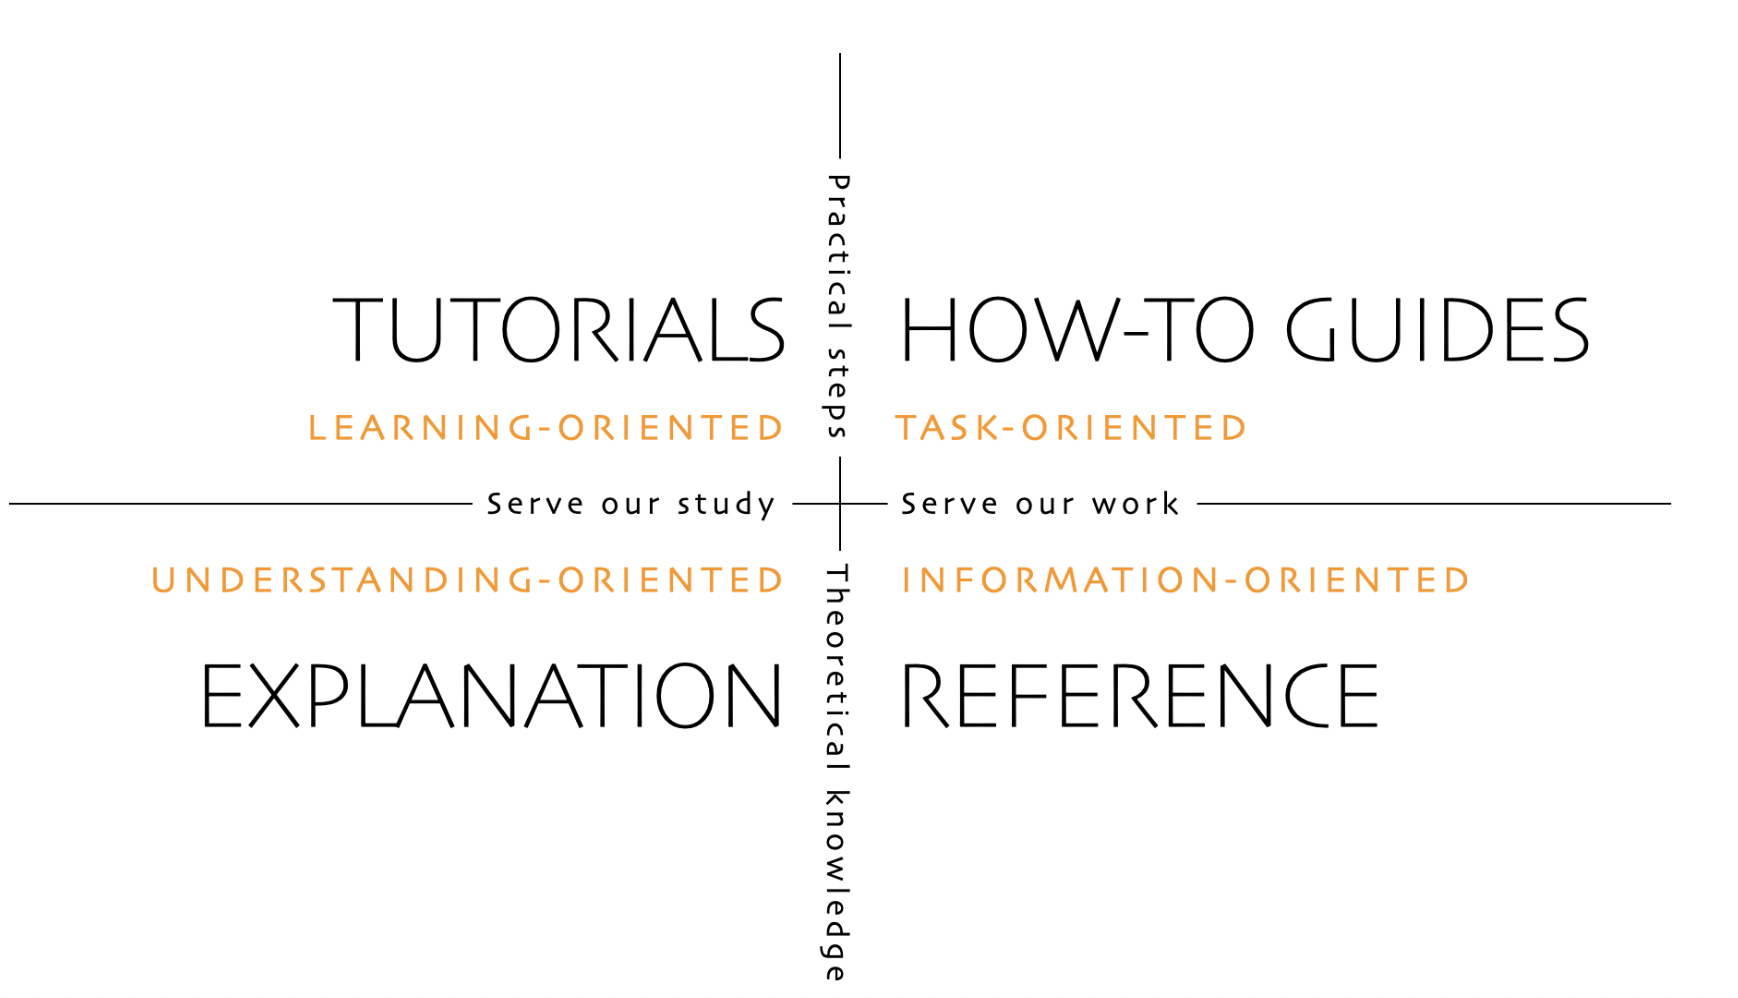 Practical steps
TUTORIALS
HOW-TO GUIDES
LEARNING-ORIENTED
TASK-ORIENTED
Serve our study
Serve our work
UNDERSTANDING-ORIENTED
INFORMATION-ORIENTED
EXPLANATION
REFERENCE
Theoretical knowledge